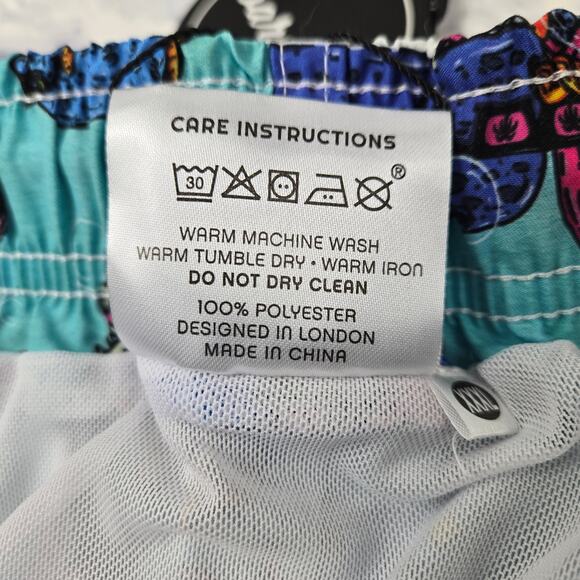 CARE INSTRUCTIONS
30
®
WARM MACHINE WASH
WARM TUMBLE DRY • WARM IRON
DO NOT DRY CLEAN
100% POLYESTER
DESIGNED IN LONDON
MADE IN CHINA